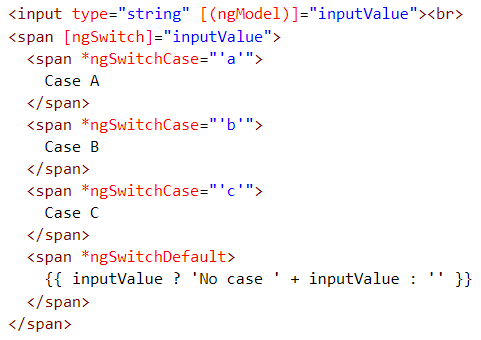 <input type="string" [(ngModel)]="inputValue"><br>
<span [ngSwitch]="inputValue">
  <span *ngSwitchCase="'a'">
    Case A
  </span>
  <span *ngSwitchCase="'b'">
    Case B
  </span>
  <span *ngSwitchCase="'c'">
    Case C
  </span>
  <span *ngSwitchDefault>
    {{ inputValue ? 'No case ' + inputValue : '' }}
  </span>
</span>